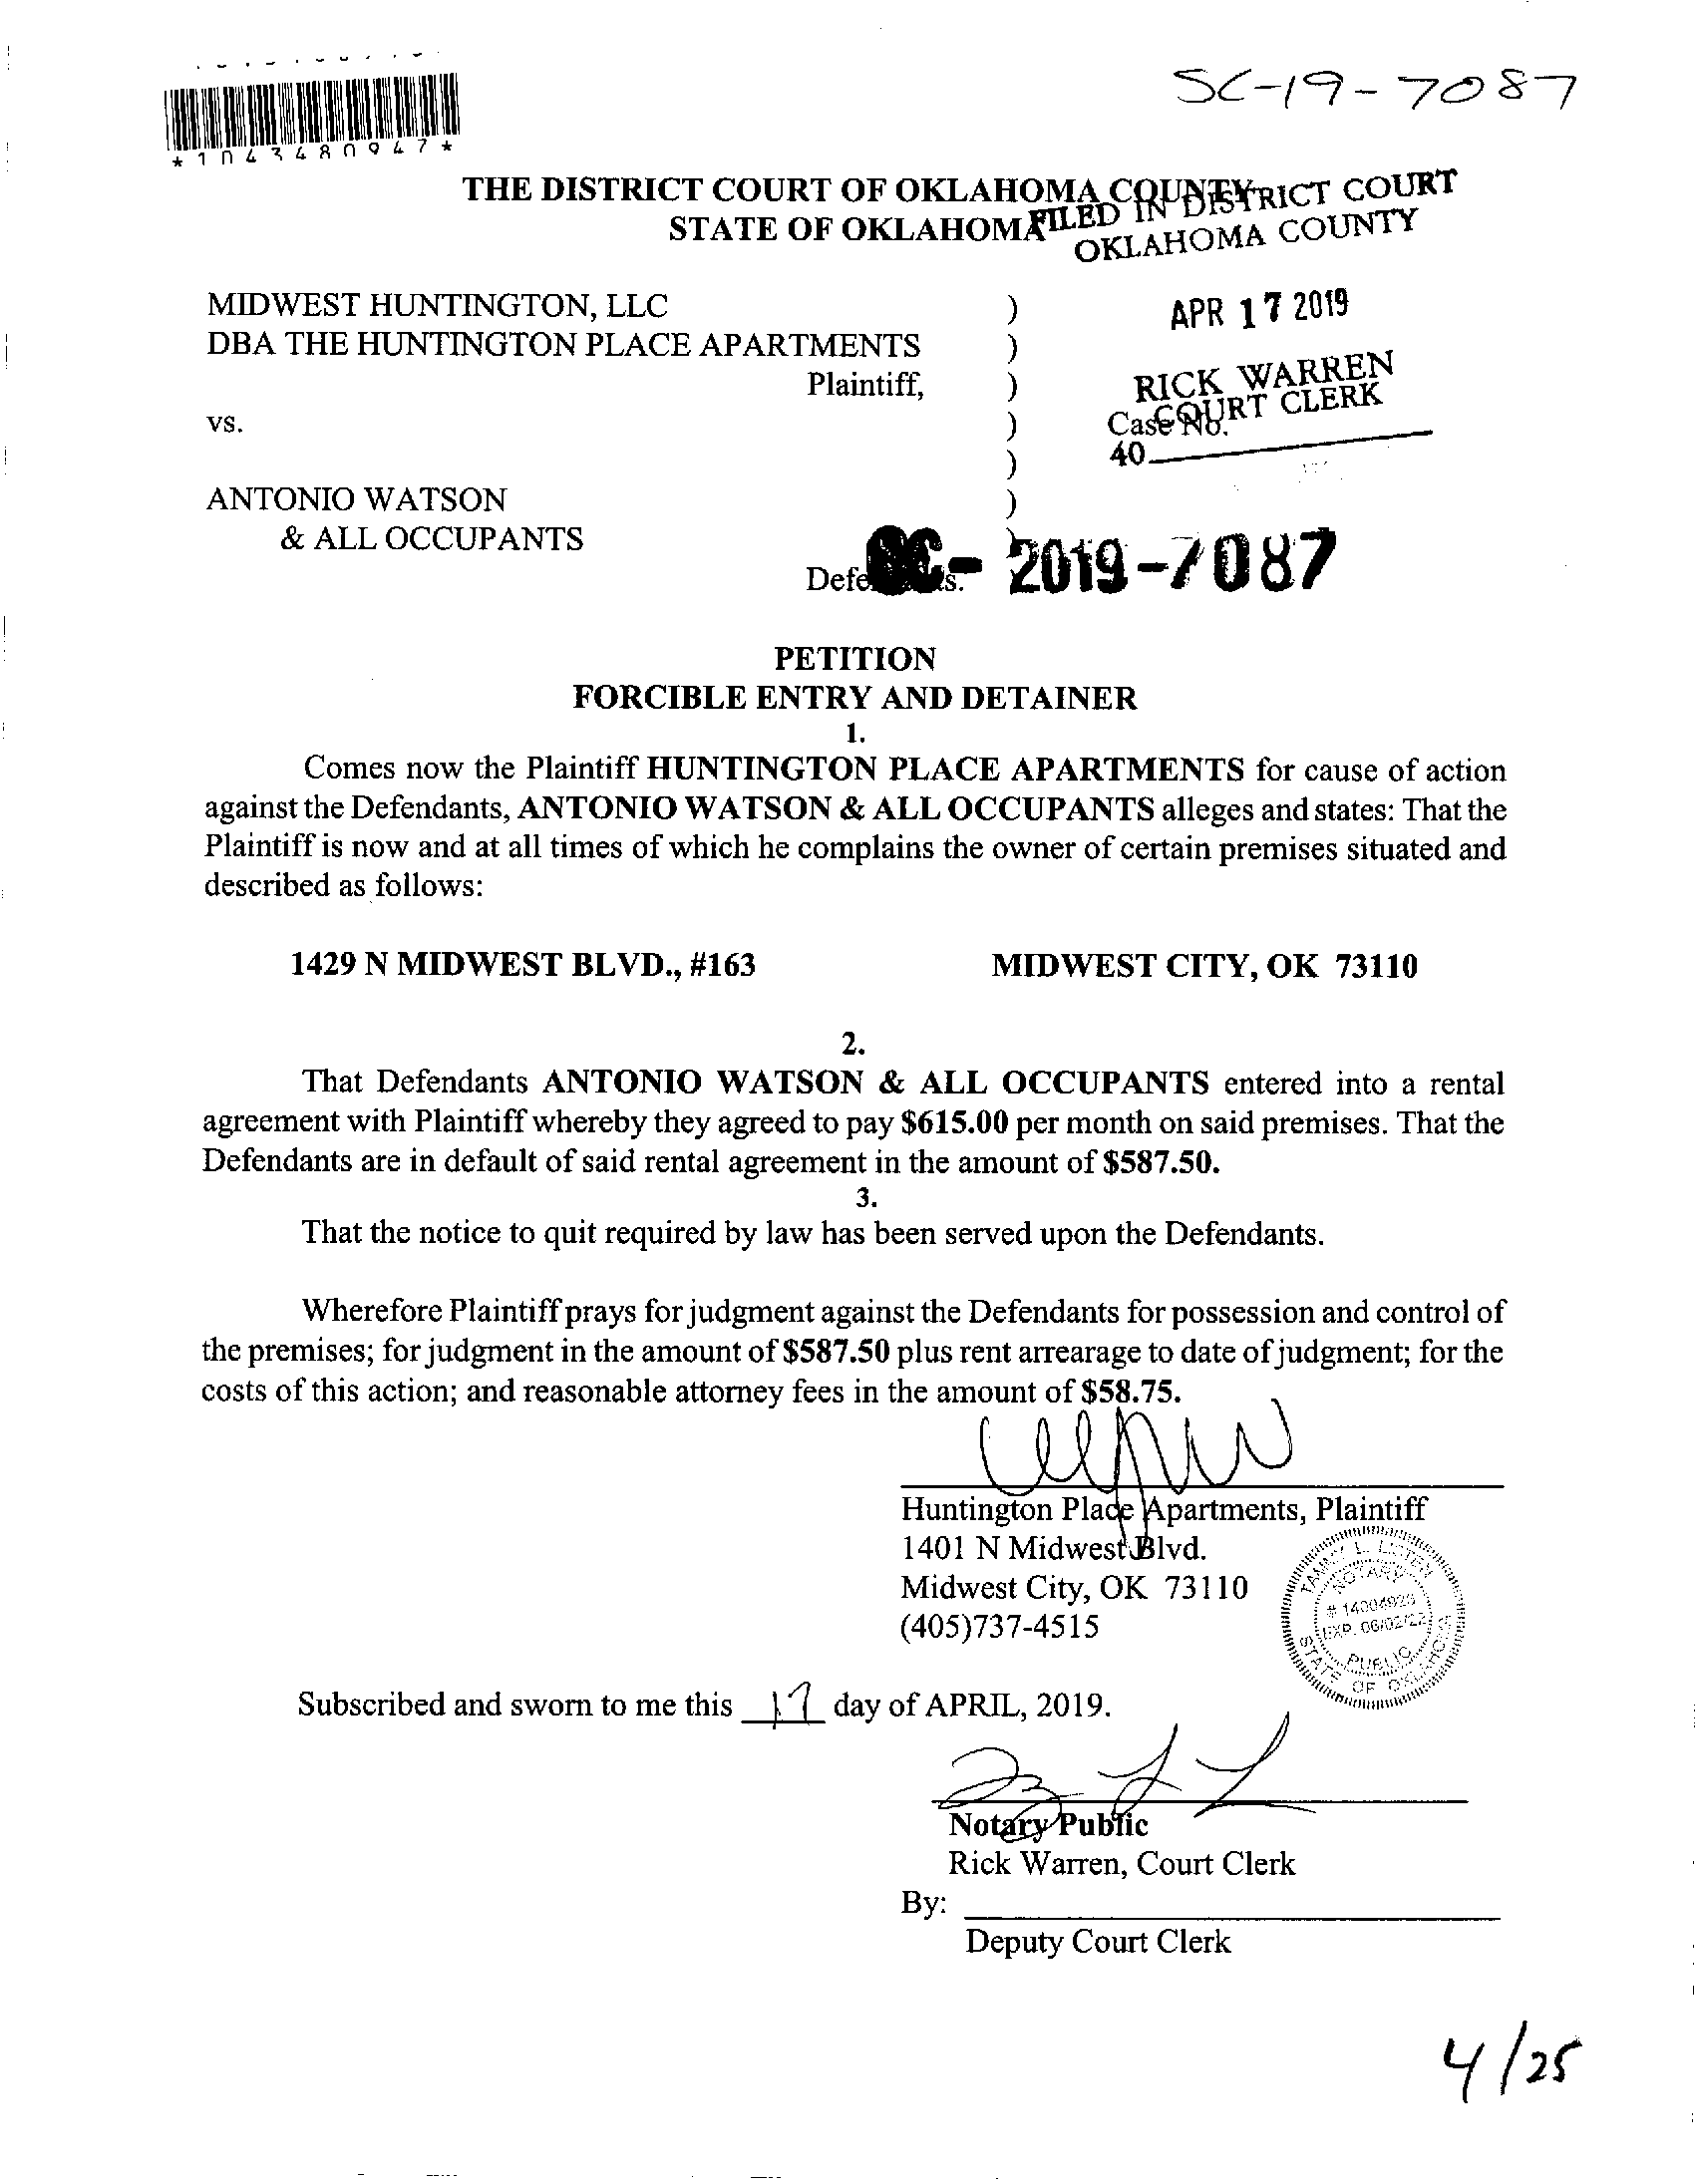 SC-19-7087
*1043480947*
THE DISTRICT COURT OF OKLAHOMA COUNTY
STATE OF OKLAHOMA
FILED IN DISTRICT COURT
OKLAHOMA COUNTY
MIDWEST HUNTINGTON, LLC )
DBA THE HUNTINGTON PLACE APARTMENTS )
Plaintiff, )
APR 17 2019
RICK WARREN
COURT CLERK
vs. ) Case No.
) 40
ANTONIO WATSON )
& ALL OCCUPANTS
SC- 2019-7087
PETITION
FORCIBLE ENTRY AND DETAINER
1.
Comes now the Plaintiff HUNTINGTON PLACE APARTMENTS for cause of action
against the Defendants, ANTONIO WATSON & ALL OCCUPANTS alleges and states: That the
Plaintiff is now and at all times of which he complains the owner of certain premises situated and
described as follows:
1429 N MIDWEST BLVD., #163 MIDWEST CITY, OK 73110
2.
That Defendants ANTONIO WATSON & ALL OCCUPANTS entered into a rental
agreement with Plaintiff whereby they agreed to pay $615.00 per month on said premises. That the
Defendants are in default of said rental agreement in the amount of $587.50.
3.
That the notice to quit required by law has been served upon the Defendants.
Wherefore Plaintiff prays for judgment against the Defendants for possession and control of
the premises; for judgment in the amount of $587.50 plus rent arrearage to date of judgment; for the
costs of this action; and reasonable attorney fees in the amount of $58.75.
Huntington Place Apartments, Plaintiff
1401 N Midwest Blvd.
Midwest City, OK 73110
(405)737-4515
NOTARY
EXP. 06/02/22
PUBLIC
STATE OF OKLAHOMA
Subscribed and sworn to me this 17 day of APRIL, 2019.
Notary Public
Rick Warren, Court Clerk
By:
Deputy Court Clerk
4/25